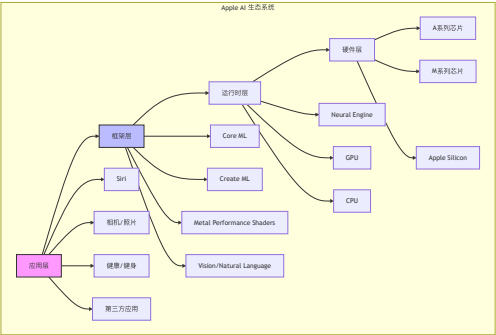 Apple AI 生态系统
应用层
框架层
Siri
相机/照片
健康/健身
第三方应用
运行时层
Core ML
Create ML
Metal Performance Shaders
Vision/Natural Language
硬件层
Neural Engine
GPU
CPU
A系列芯片
M系列芯片
Apple Silicon